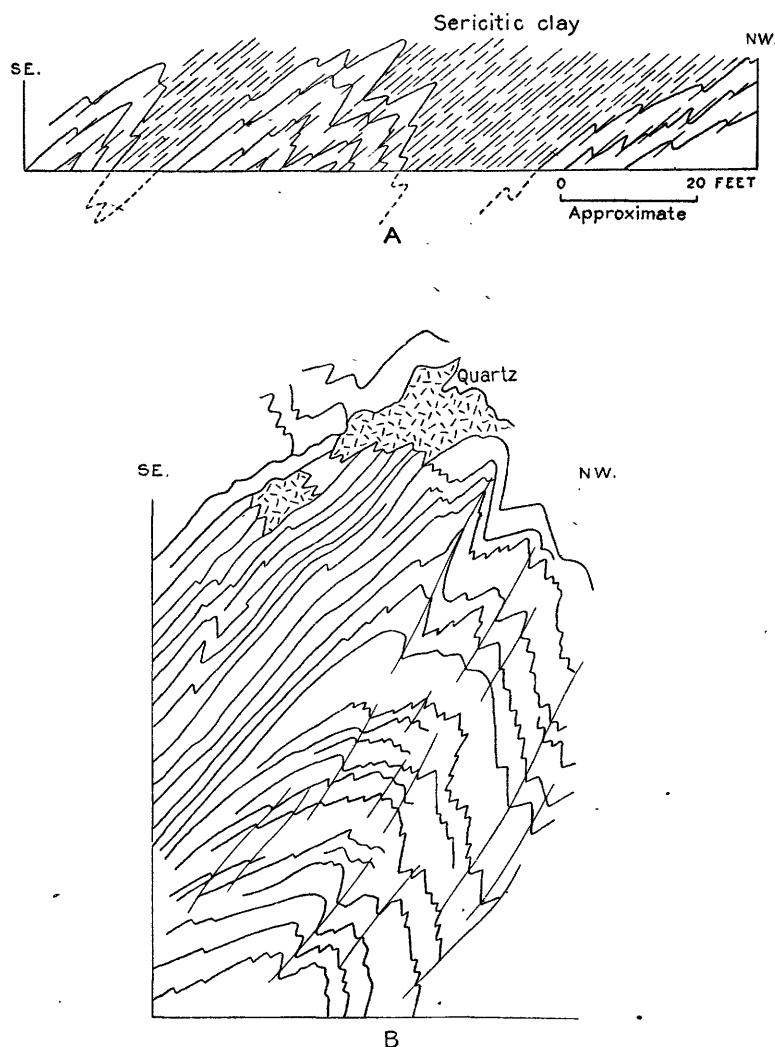 Sericitic clay
SE.
NW.
0 20 FEET
Approximate
A
Quartz
SE.
NW.
B